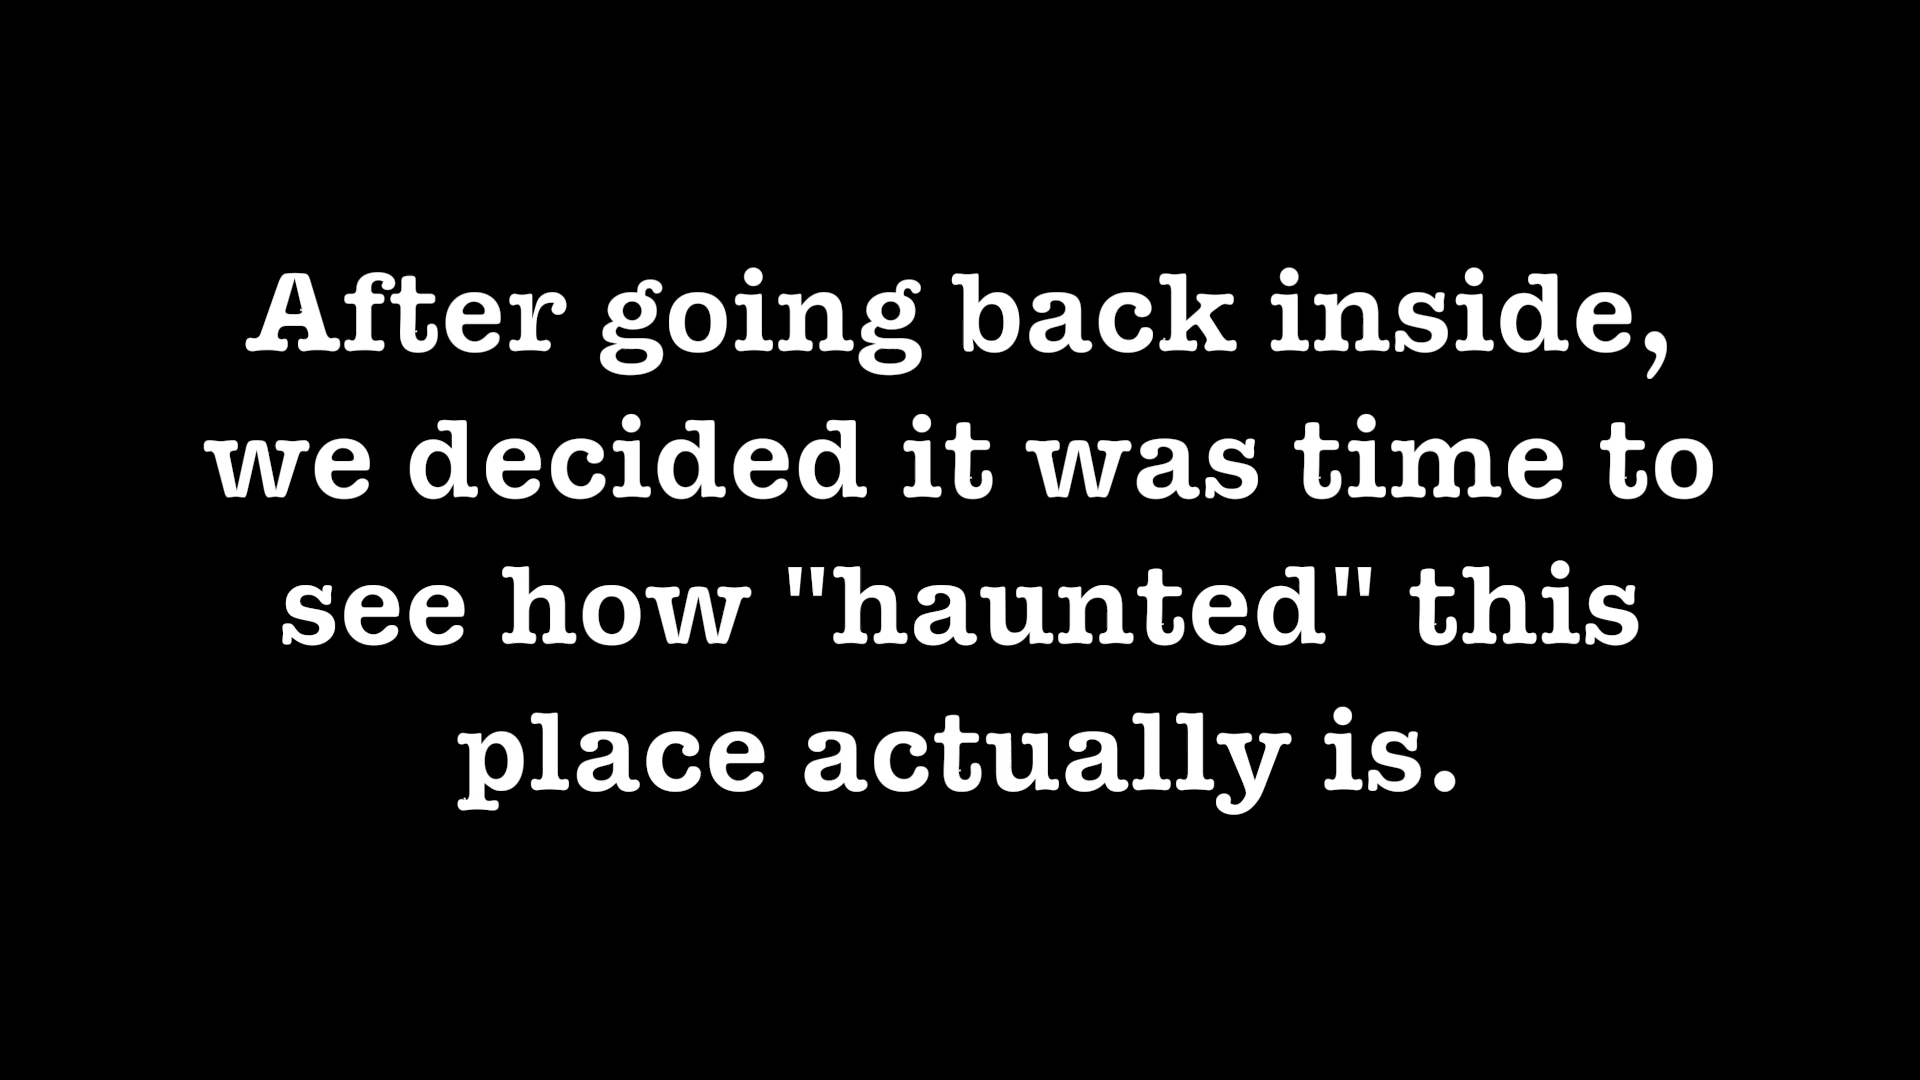 After going back inside,
we decided it was time to
see how "haunted" this
place actually is.